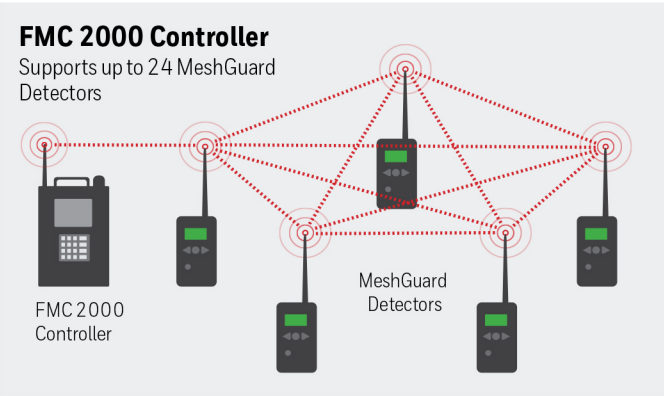 FMC 2000 Controller
Supports up to 24 MeshGuard
Detectors
MeshGuard
Detectors
FMC 2000
Controller